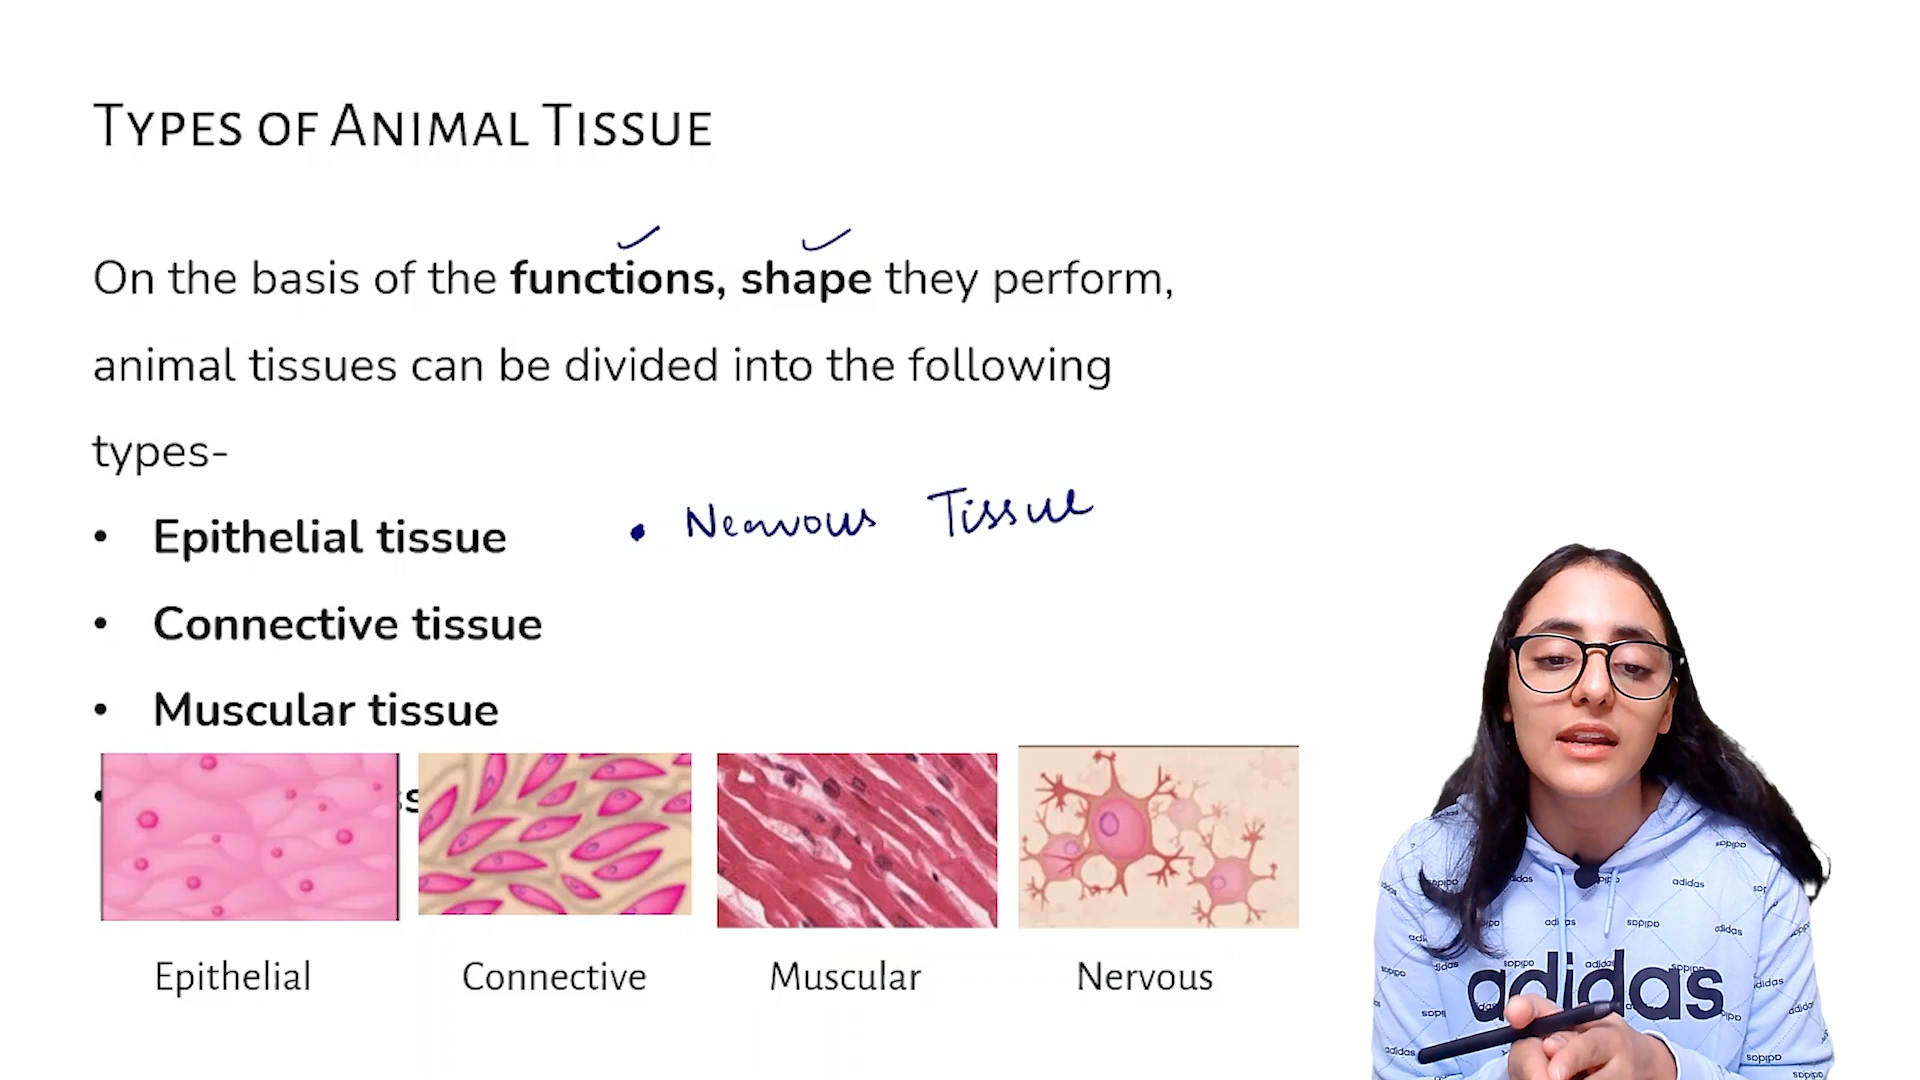 TYPES OF ANIMAL TISSUE
On the basis of the functions, shape they perform,
animal tissues can be divided into the following
types-
• Epithelial tissue
• Nervous Tissue
• Connective tissue
• Muscular tissue
Epithelial
Connective
Muscular
Nervous
adidas